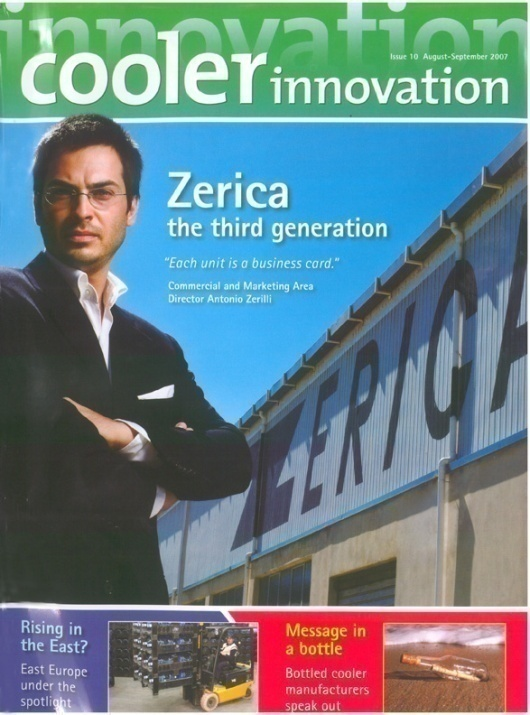 innovation
cooler innovation
Issue 10 August-September 2007
Zerica
the third generation
"Each unit is a business card."
Commercial and Marketing Area
Director Antonio Zerilli
ZERICA
Rising in
the East?
East Europe
under the
spotlight
Message in
a bottle
Bottled cooler
manufacturers
speak out